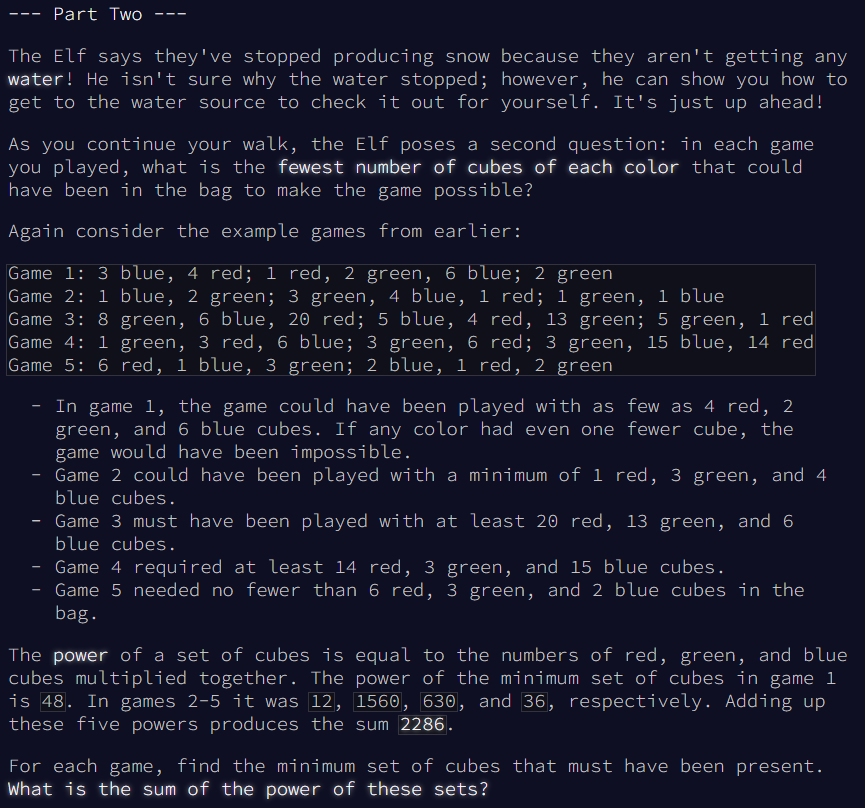 --- Part Two ---
The Elf says they've stopped producing snow because they aren't getting any
water! He isn't sure why the water stopped; however, he can show you how to
get to the water source to check it out for yourself. It's just up ahead!
As you continue your walk, the Elf poses a second question: in each game
you played, what is the fewest number of cubes of each color that could
have been in the bag to make the game possible?
Again consider the example games from earlier:
Game 1: 3 blue, 4 red; 1 red, 2 green, 6 blue; 2 green
Game 2: 1 blue, 2 green; 3 green, 4 blue, 1 red; 1 green, 1 blue
Game 3: 8 green, 6 blue, 20 red; 5 blue, 4 red, 13 green; 5 green, 1 red
Game 4: 1 green, 3 red, 6 blue; 3 green, 6 red; 3 green, 15 blue, 14 red
Game 5: 6 red, 1 blue, 3 green; 2 blue, 1 red, 2 green
- In game 1, the game could have been played with as few as 4 red, 2
green, and 6 blue cubes. If any color had even one fewer cube, the
game would have been impossible.
- Game 2 could have been played with a minimum of 1 red, 3 green, and 4
blue cubes.
- Game 3 must have been played with at least 20 red, 13 green, and 6
blue cubes.
- Game 4 required at least 14 red, 3 green, and 15 blue cubes.
- Game 5 needed no fewer than 6 red, 3 green, and 2 blue cubes in the
bag.
The power of a set of cubes is equal to the numbers of red, green, and blue
cubes multiplied together. The power of the minimum set of cubes in game 1
is 48. In games 2-5 it was 12, 1560, 630, and 36, respectively. Adding up
these five powers produces the sum 2286.
For each game, find the minimum set of cubes that must have been present.
What is the sum of the power of these sets?